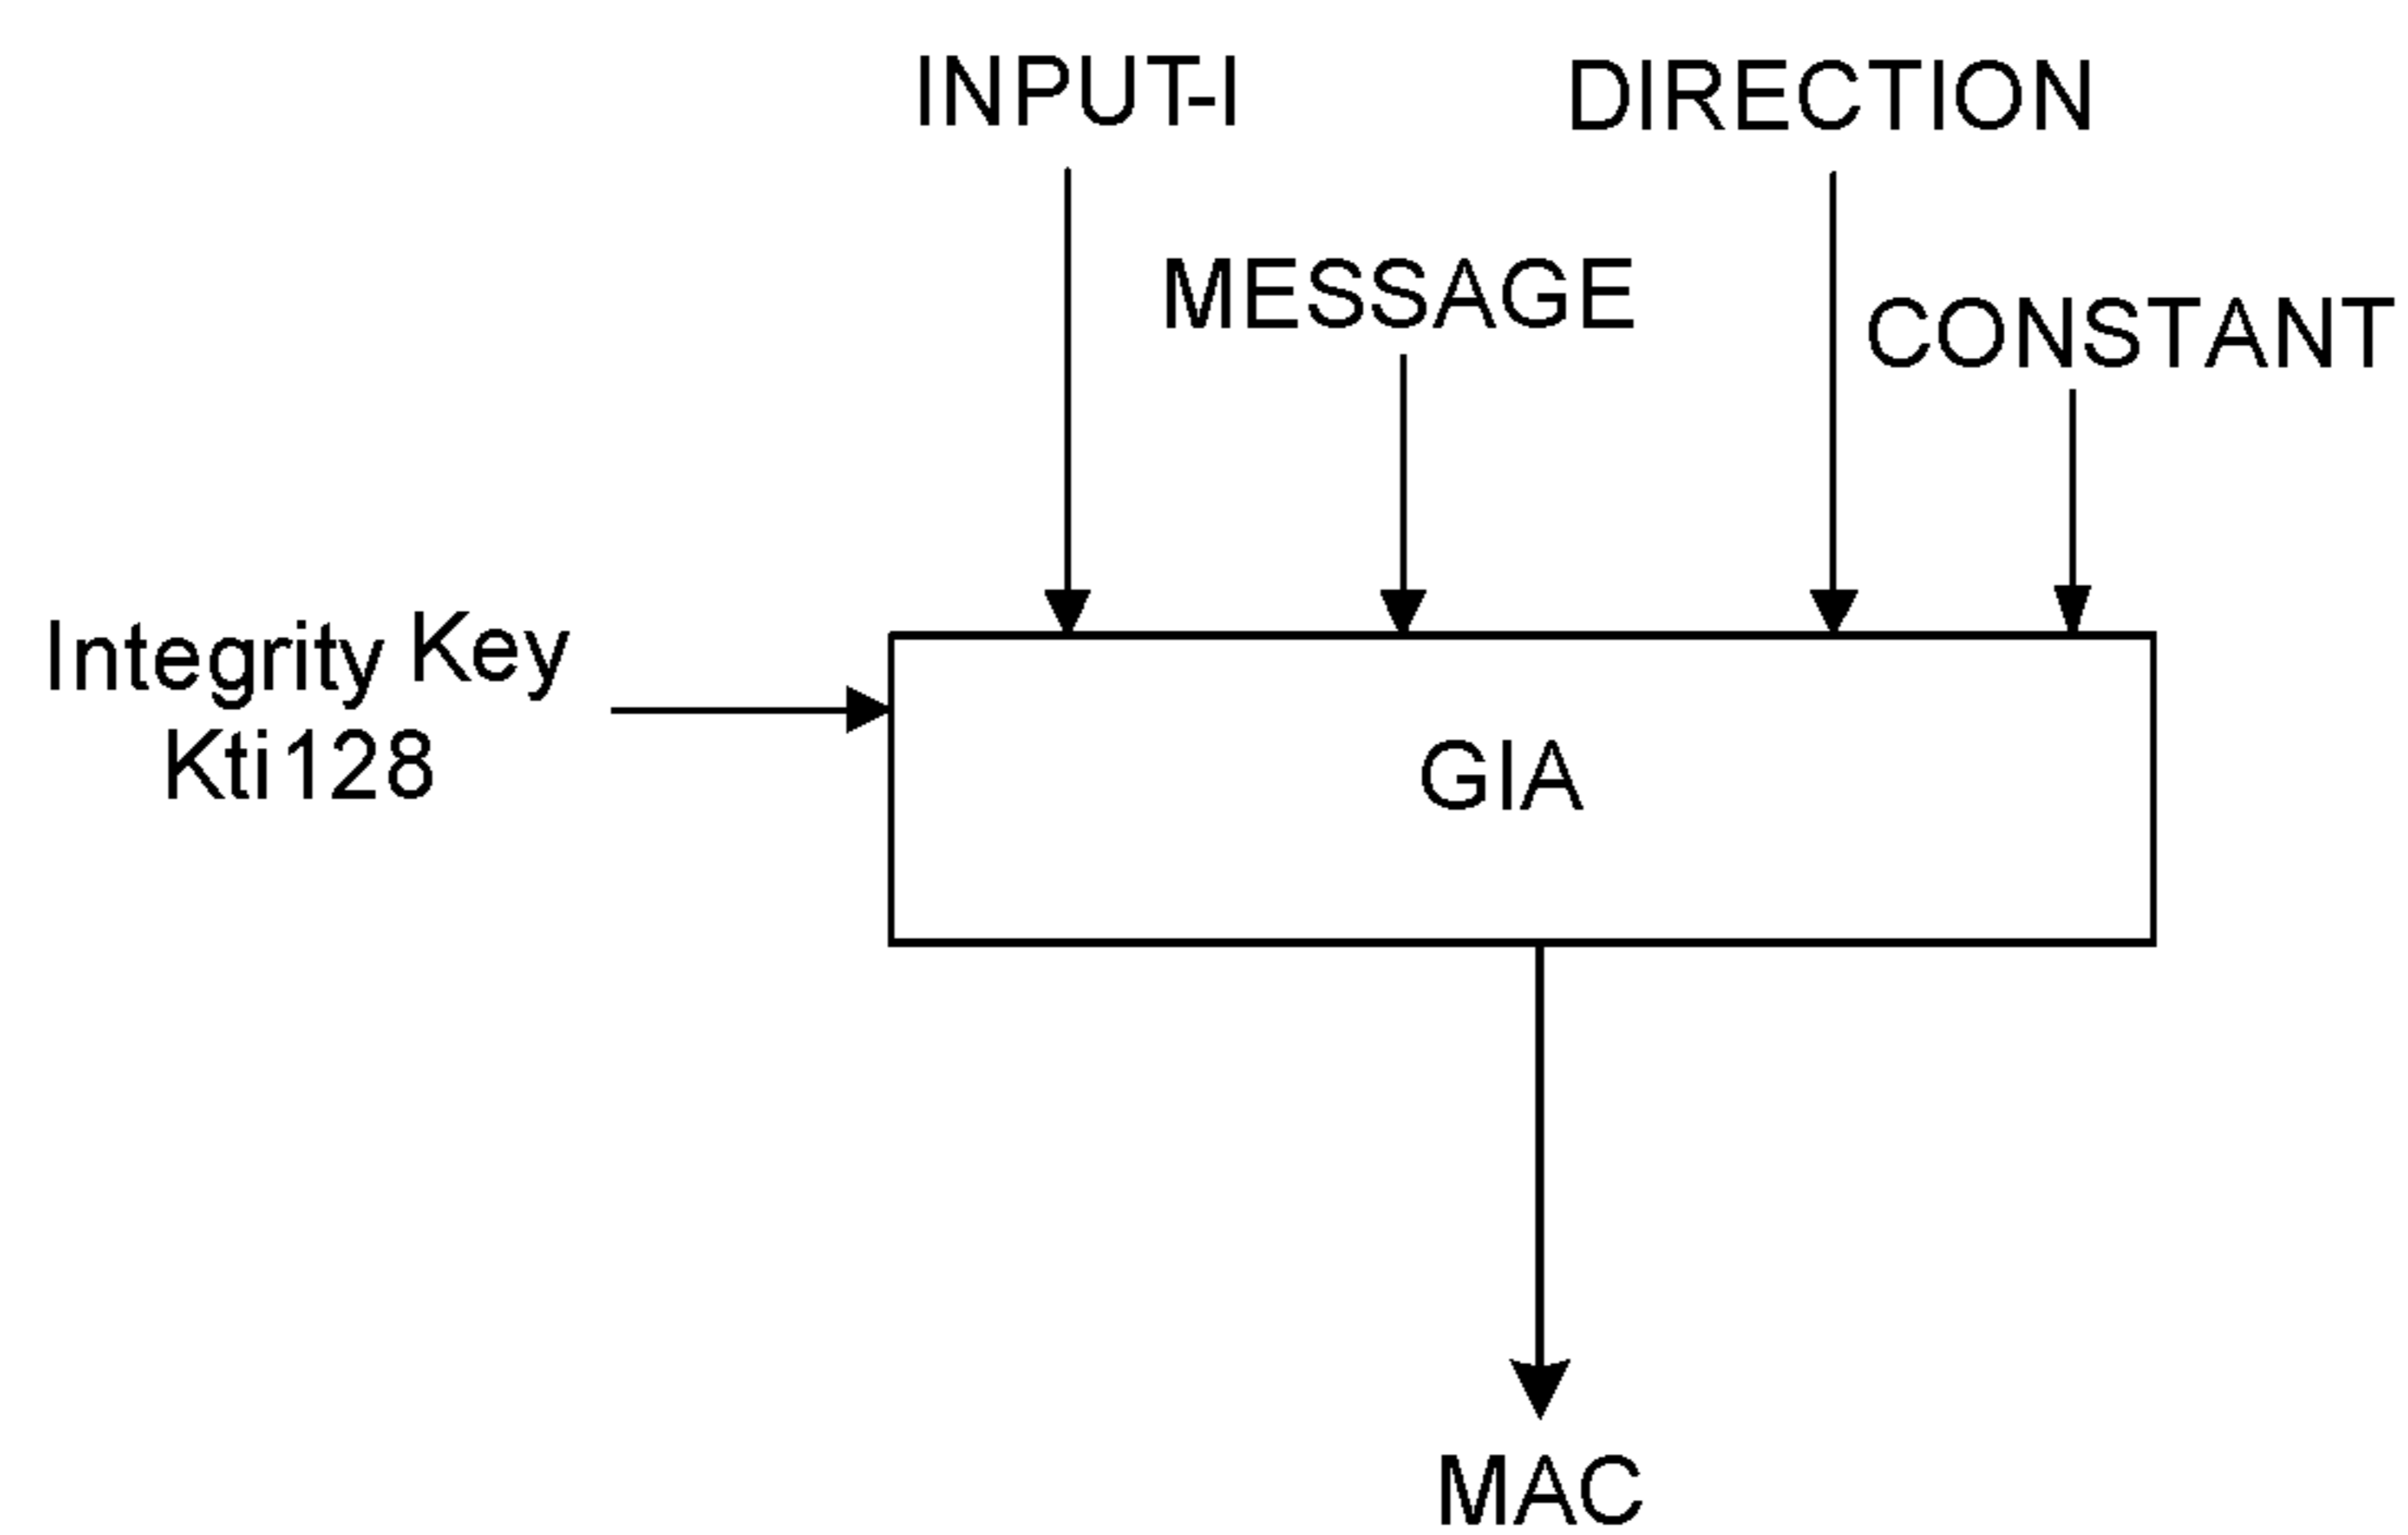 INPUT-I
DIRECTION
MESSAGE
CONSTANT
Integrity Key
Kti128
GIA
MAC